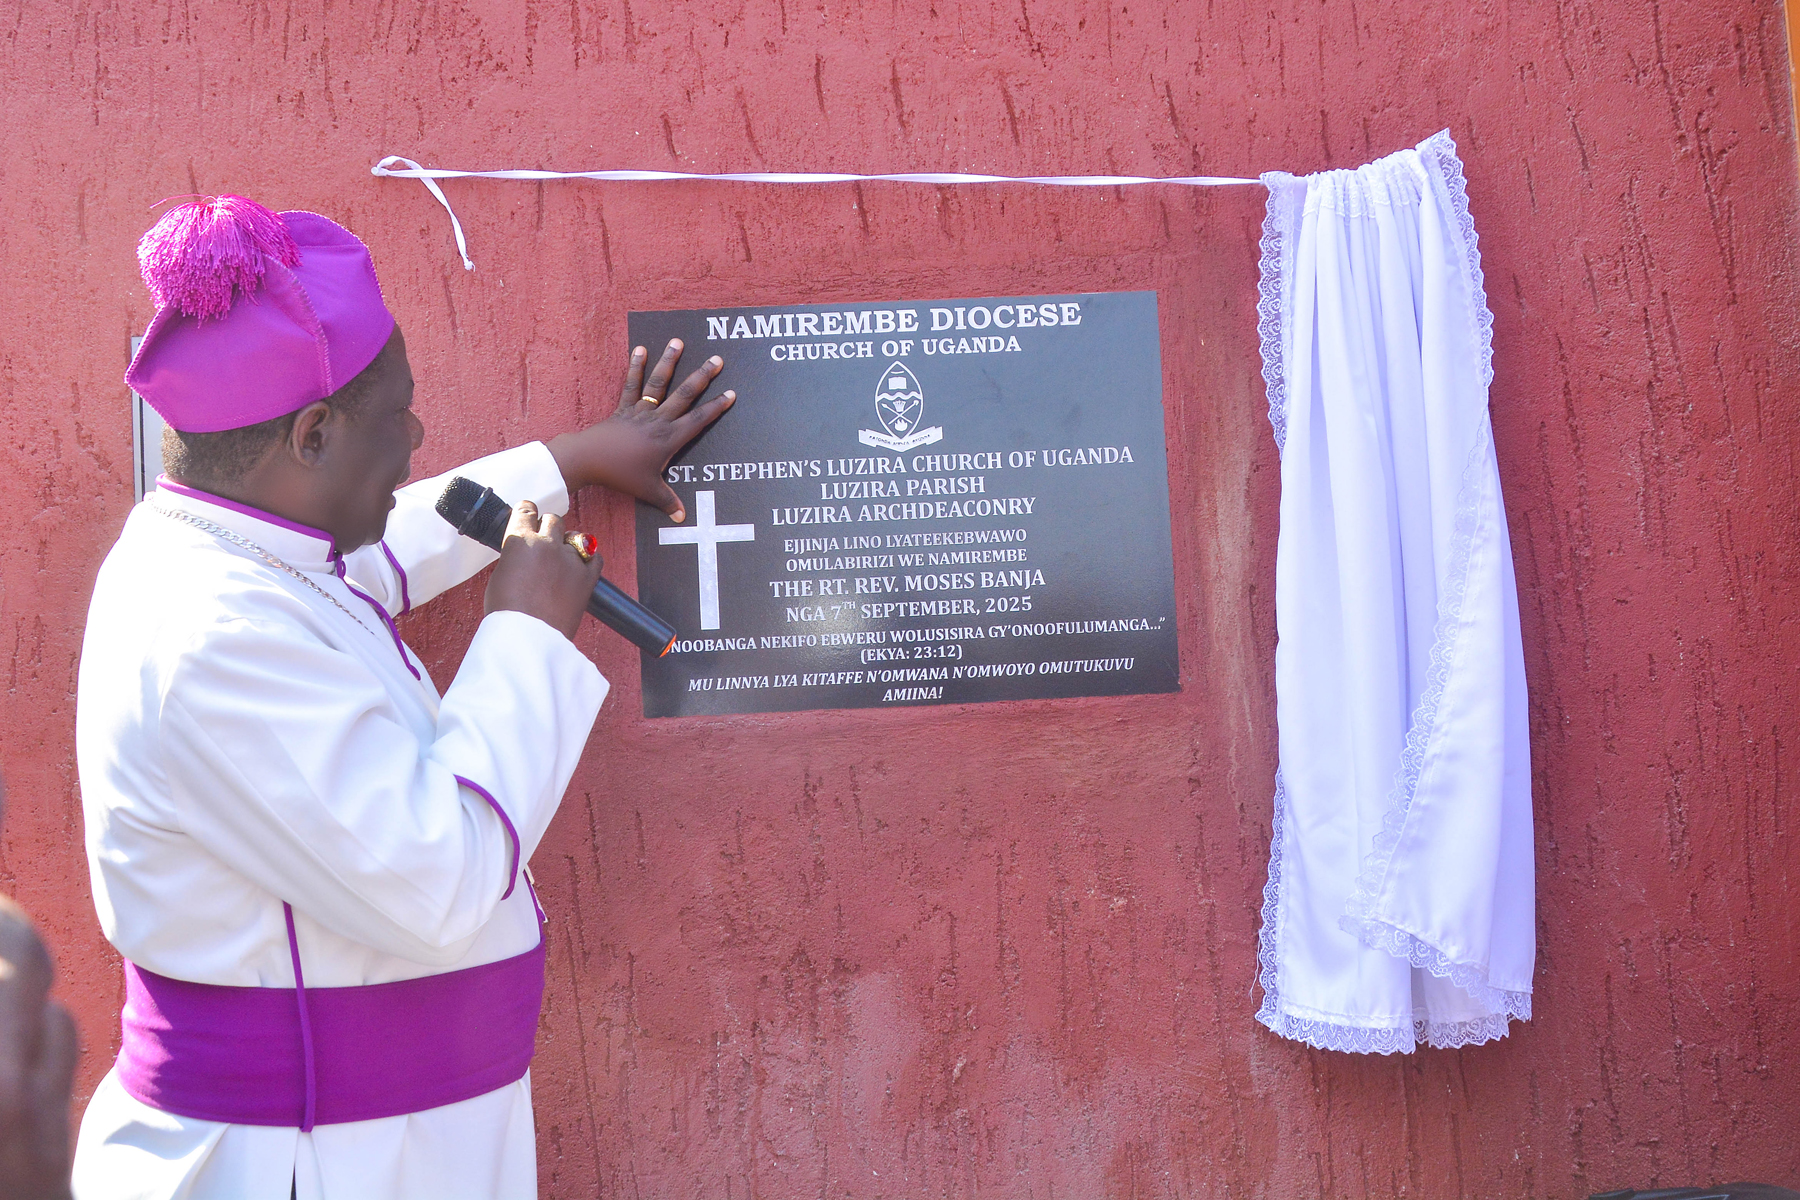 NAMIREMBE DIOCESE
CHURCH OF UGANDA
ST. STEPHEN'S LUZIRA CHURCH OF UGANDA
LUZIRA PARISH
LUZIRA ARCHDEACONRY
EJJINJA LINO LYATEEKEBWAWO
OMULABIRIZI WE NAMIREMBE
THE RT. REV. MOSES BANJA
NGA 7TH SEPTEMBER, 2025
NOOBANGA NEKIFO EBWERU WOLUSISIRA GY'ONOOFULUMANGA..."
(EKYA: 23:12)
MU LINNYA LYA KITAFFE N'OMWANA N'OMWOYO OMUTUKUVU
AMIINA!